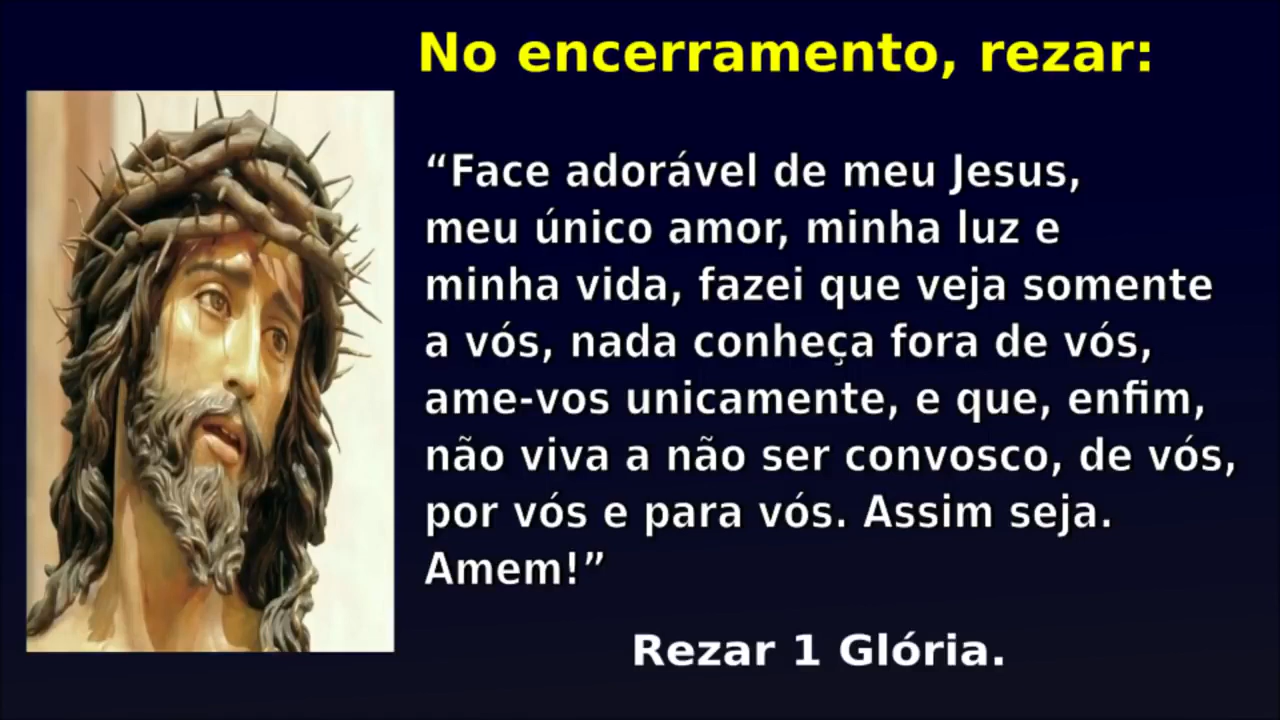 No encerramento, rezar:
“Face adorável de meu Jesus,
meu único amor, minha luz e
minha vida, fazei que veja somente
a vós, nada conheça fora de vós,
ame-vos unicamente, e que, enfim,
não viva a não ser convosco, de vós,
por vós e para vós. Assim seja.
Amem!”
Rezar 1 Glória.